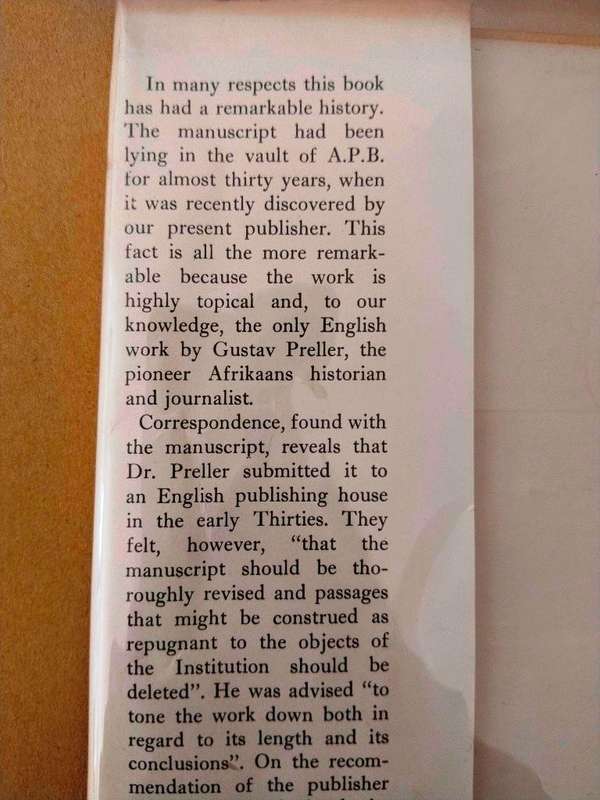 In many respects this book
has had a remarkable history.
The manuscript had been
lying in the vault of A.P.B.
for almost thirty years, when
it was recently discovered by
our present publisher. This
fact is all the more remark-
able because the work is
highly topical and, to our
knowledge, the only English
work by Gustav Preller, the
pioneer Afrikaans historian
and journalist.
Correspondence, found with
the manuscript, reveals that
Dr. Preller submitted it to
an English publishing house
in the early Thirties. They
felt, however, “that the
manuscript should be tho-
roughly revised and passages
that might be construed as
repugnant to the objects of
the Institution should be
deleted”. He was advised “to
tone the work down both in
regard to its length and its
conclusions”. On the recom-
mendation of the publisher